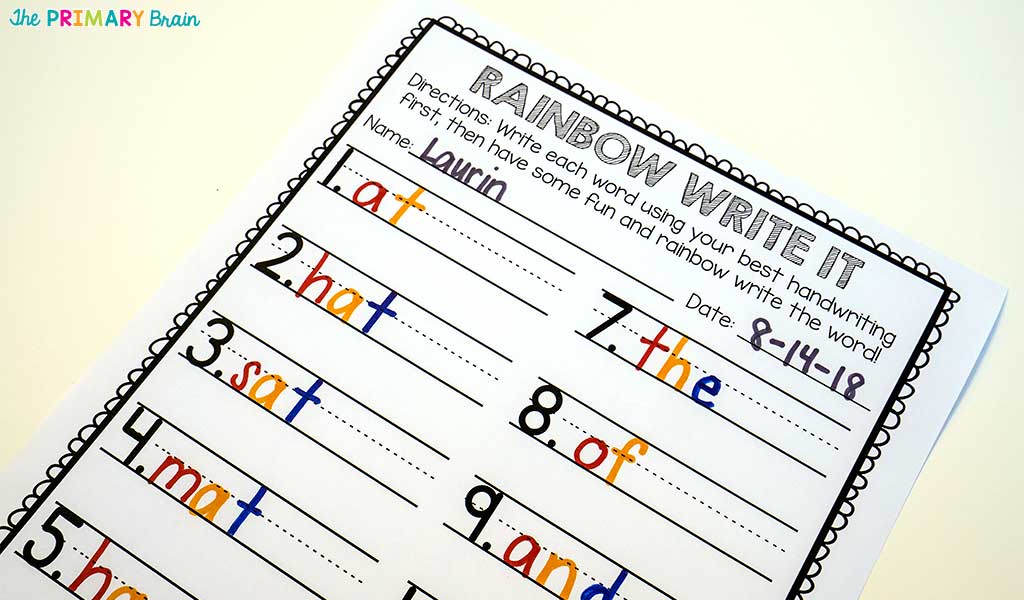 The PRIMARY Brain
RAINBOW WRITE IT
Directions: Write each word using your best handwriting
first, then have some fun and rainbow write the word!
Name: Laurin
Date: 8-14-18
1. at
2. hat
3. sat
4. mat
5.
7. the
8. of
9. and